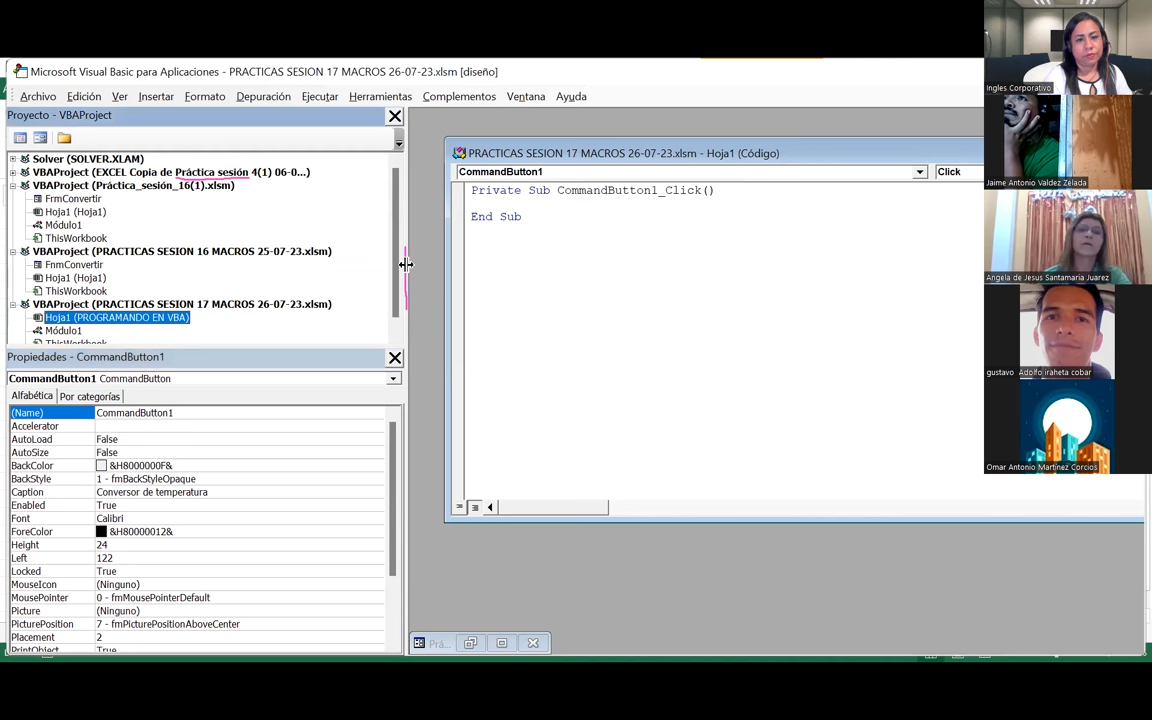 Microsoft Visual Basic para Aplicaciones - PRACTICAS SESION 17 MACROS 26-07-23.xlsm [diseño]
Archivo Edición Ver Insertar Formato Depuración Ejecutar Herramientas Complementos Ventana Ayuda
Proyecto - VBAProject
Solver (SOLVER.XLAM)
VBAProject (EXCEL Copia de Práctica sesión 4(1) 06-0...)
VBAProject (Práctica_sesión_16(1).xlsm)
FrmConvertir
Hoja1 (Hoja1)
Módulo1
ThisWorkbook
VBAProject (PRACTICAS SESION 16 MACROS 25-07-23.xlsm)
FnmConvertir
Hoja1 (Hoja1)
ThisWorkbook
VBAProject (PRACTICAS SESION 17 MACROS 26-07-23.xlsm)
Hoja1 (PROGRAMANDO EN VBA)
Módulo1
ThisWorkbook
Propiedades - CommandButton1
CommandButton1 CommandButton
Alfabética Por categorías
(Name) CommandButton1
Accelerator
AutoLoad False
AutoSize False
BackColor &H8000000F&
BackStyle 1 - fmBackStyleOpaque
Caption Conversor de temperatura
Enabled True
Font Calibri
ForeColor &H80000012&
Height 24
Left 122
Locked True
MouseIcon (Ninguno)
MousePointer 0 - fmMousePointerDefault
Picture (Ninguno)
PicturePosition 7 - fmPicturePositionAboveCenter
Placement 2
PrintObject True
PRACTICAS SESION 17 MACROS 26-07-23.xlsm - Hoja1 (Código)
CommandButton1 Click
Private Sub CommandButton1_Click()
End Sub
Prá...
Ingles Corporativo
Jaime Antonio Valdez Zelada
Angela de Jesus Santamaria Juarez
gustavo Adolfo iraheta cobar
Omar Antonio Martínez Corcios